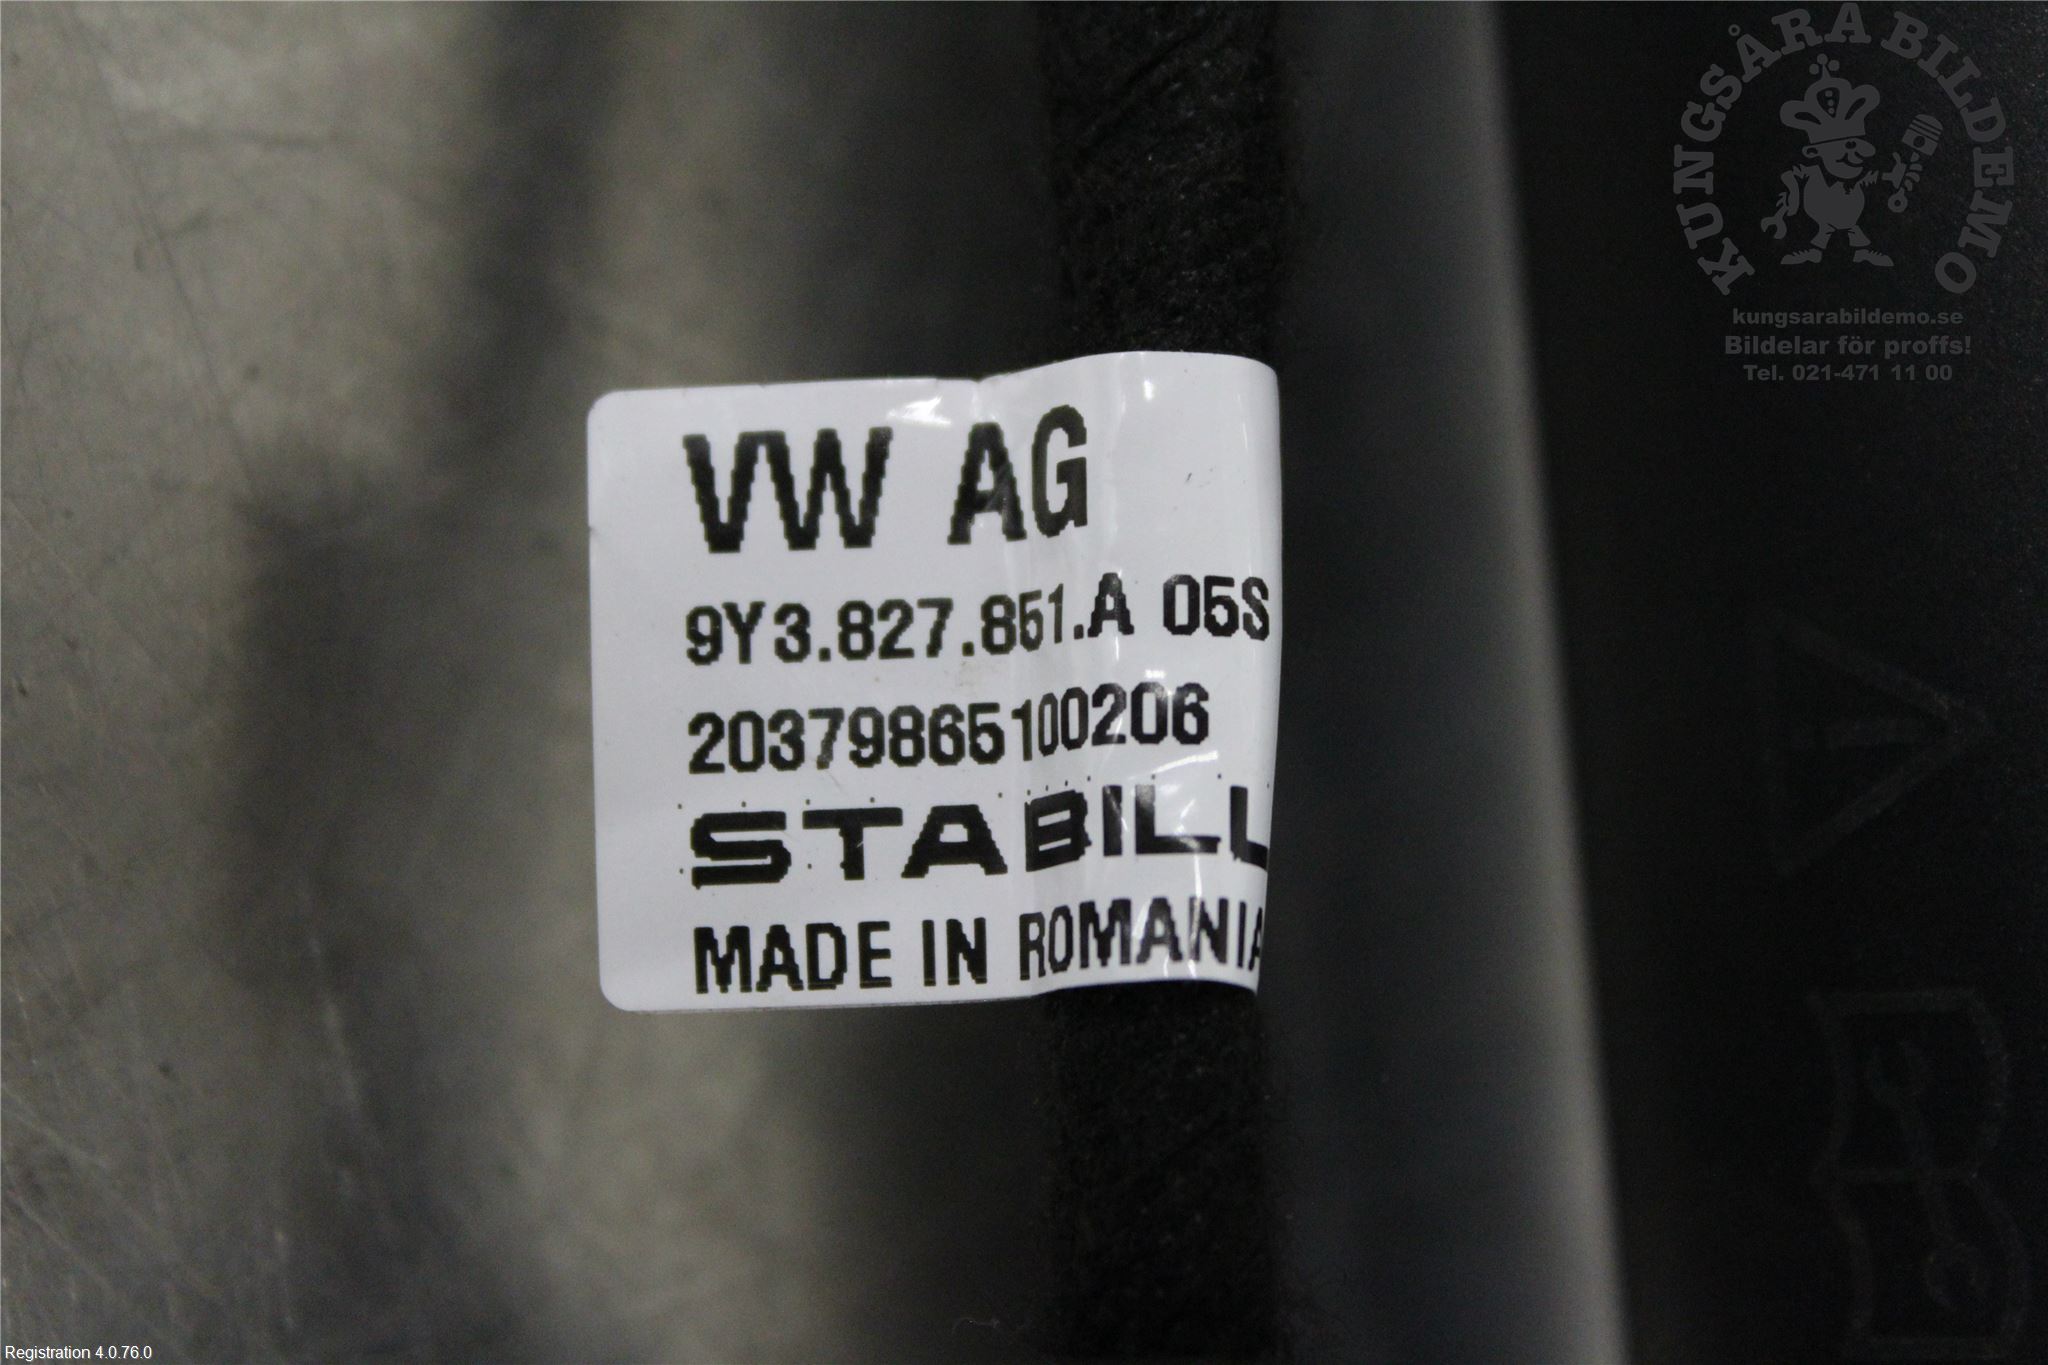 KUNGSÅRA BILDEMO
kungsarabildemo.se
Bildelar för proffs!
Tel. 021-471 11 00
VW AG
9Y3.827.851.A 05S
20379865100206
STABILL
MADE IN ROMANIA
Registration 4.0.76.0